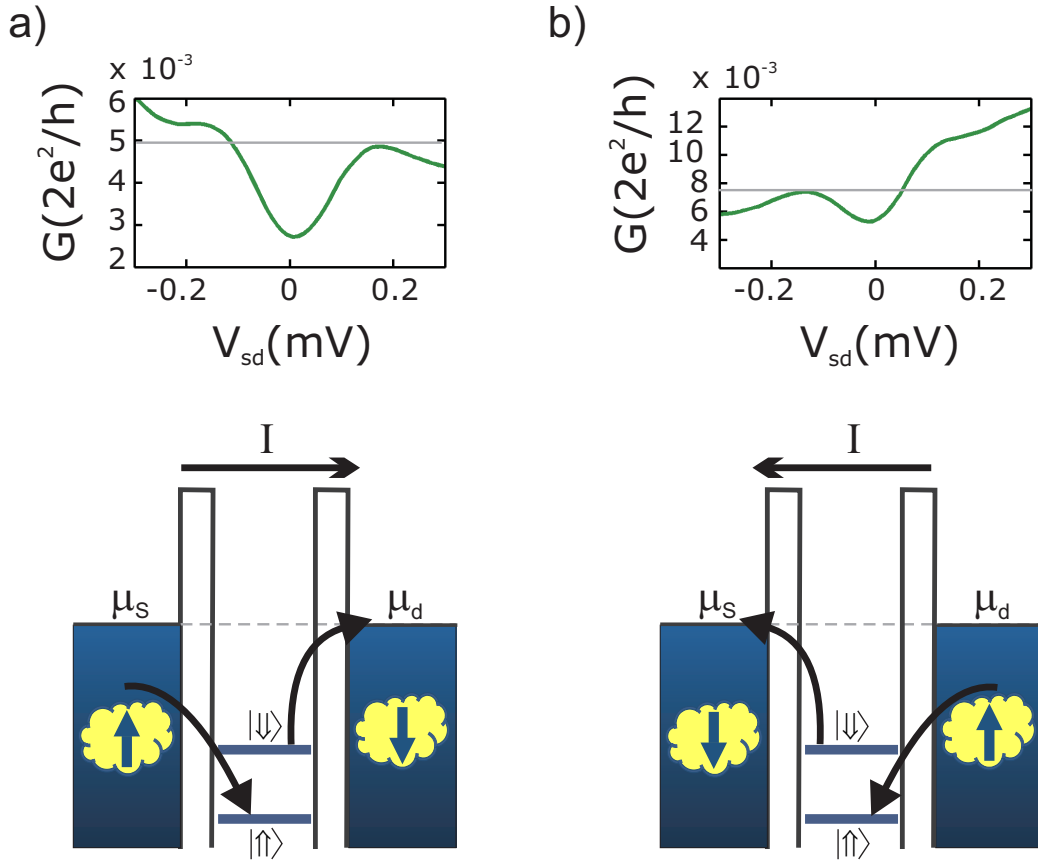 a)
x 10⁻³
G(2e²/h)
6
5
4
3
2
-0.2
0
0.2
V_sd(mV)
b)
x 10⁻³
G(2e²/h)
12
10
8
6
4
-0.2
0
0.2
V_sd(mV)
I
μ_S
μ_d
|⇓⟩
|⇑⟩
I
μ_S
μ_d
|⇓⟩
|⇑⟩